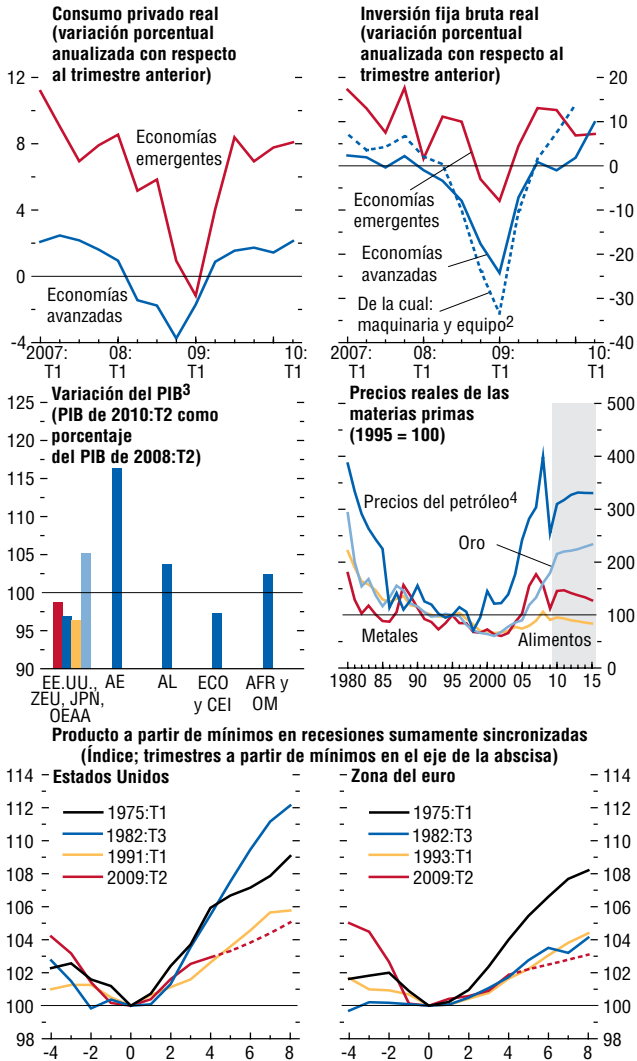 Consumo privado real
(variación porcentual
anualizada con respecto
al trimestre anterior)
12
8
4
0
-4
Economías
emergentes
Economías
avanzadas
2007:
T1
08:
T1
09:
T1
10:
T1
Inversión fija bruta real
(variación porcentual
anualizada con respecto al
trimestre anterior)
20
10
0
-10
-20
-30
-40
Economías
emergentes
Economías
avanzadas
De la cual:
maquinaria y equipo2
2007:
T1
08:
T1
09:
T1
10:
T1
Variación del PIB3
(PIB de 2010:T2 como
porcentaje
del PIB de 2008:T2)
125
120
115
110
105
100
95
90
EE.UU.,
ZEU, JPN,
OEAA
AE
AL
ECO
y CEI
AFR y
OM
Precios reales de las
materias primas
(1995 = 100)
500
400
300
200
100
0
Precios del petróleo4
Oro
Metales
Alimentos
1980 85 90 95 2000 05 10 15
Producto a partir de mínimos en recesiones sumamente sincronizadas
(Índice; trimestres a partir de mínimos en el eje de la abscisa)
Estados Unidos
114
112
110
108
106
104
102
100
98
1975:T1
1982:T3
1991:T1
2009:T2
-4 -2 0 2 4 6 8
Zona del euro
114
112
110
108
106
104
102
100
98
1975:T1
1982:T3
1993:T1
2009:T2
-4 -2 0 2 4 6 8